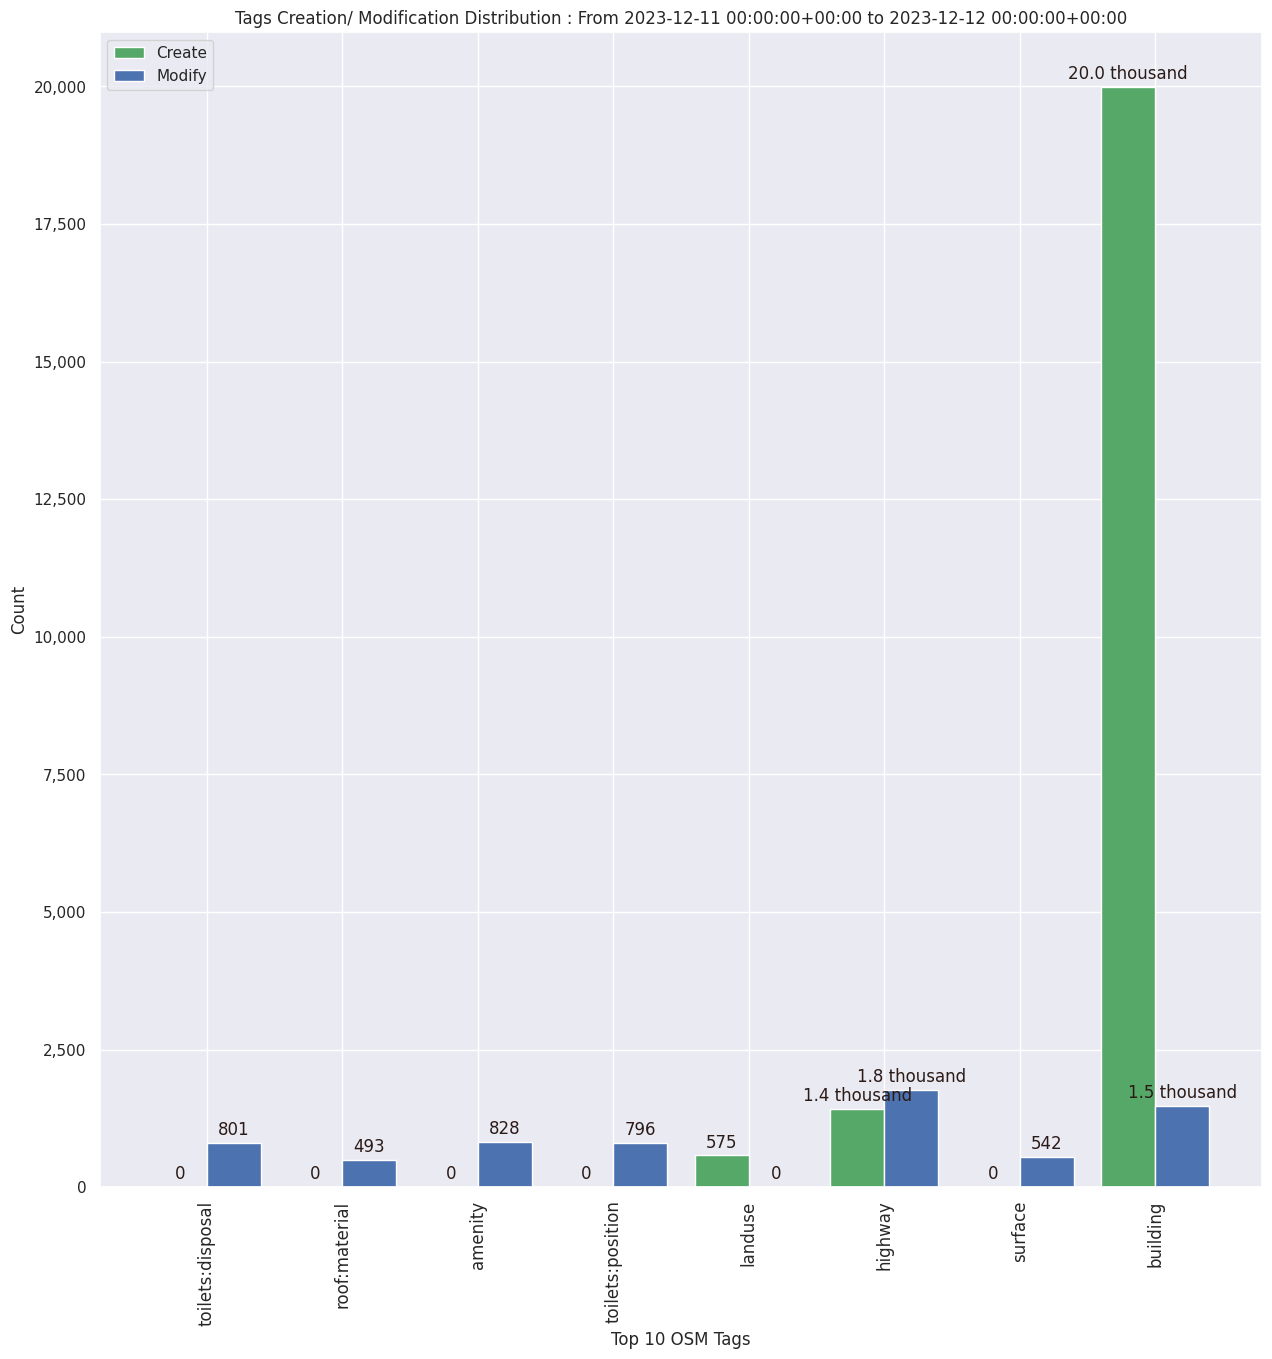 Tags Creation/ Modification Distribution : From 2023-12-11 00:00:00+00:00 to 2023-12-12 00:00:00+00:00
Create
Modify
20.0 thousand
20,000
17,500
15,000
12,500
10,000
Count
7,500
5,000
2,500
0
0
801
0
493
0
828
0
796
575
0
1.4 thousand
1.8 thousand
0
542
1.5 thousand
toilets:disposal
roof:material
amenity
toilets:position
landuse
highway
surface
building
Top 10 OSM Tags